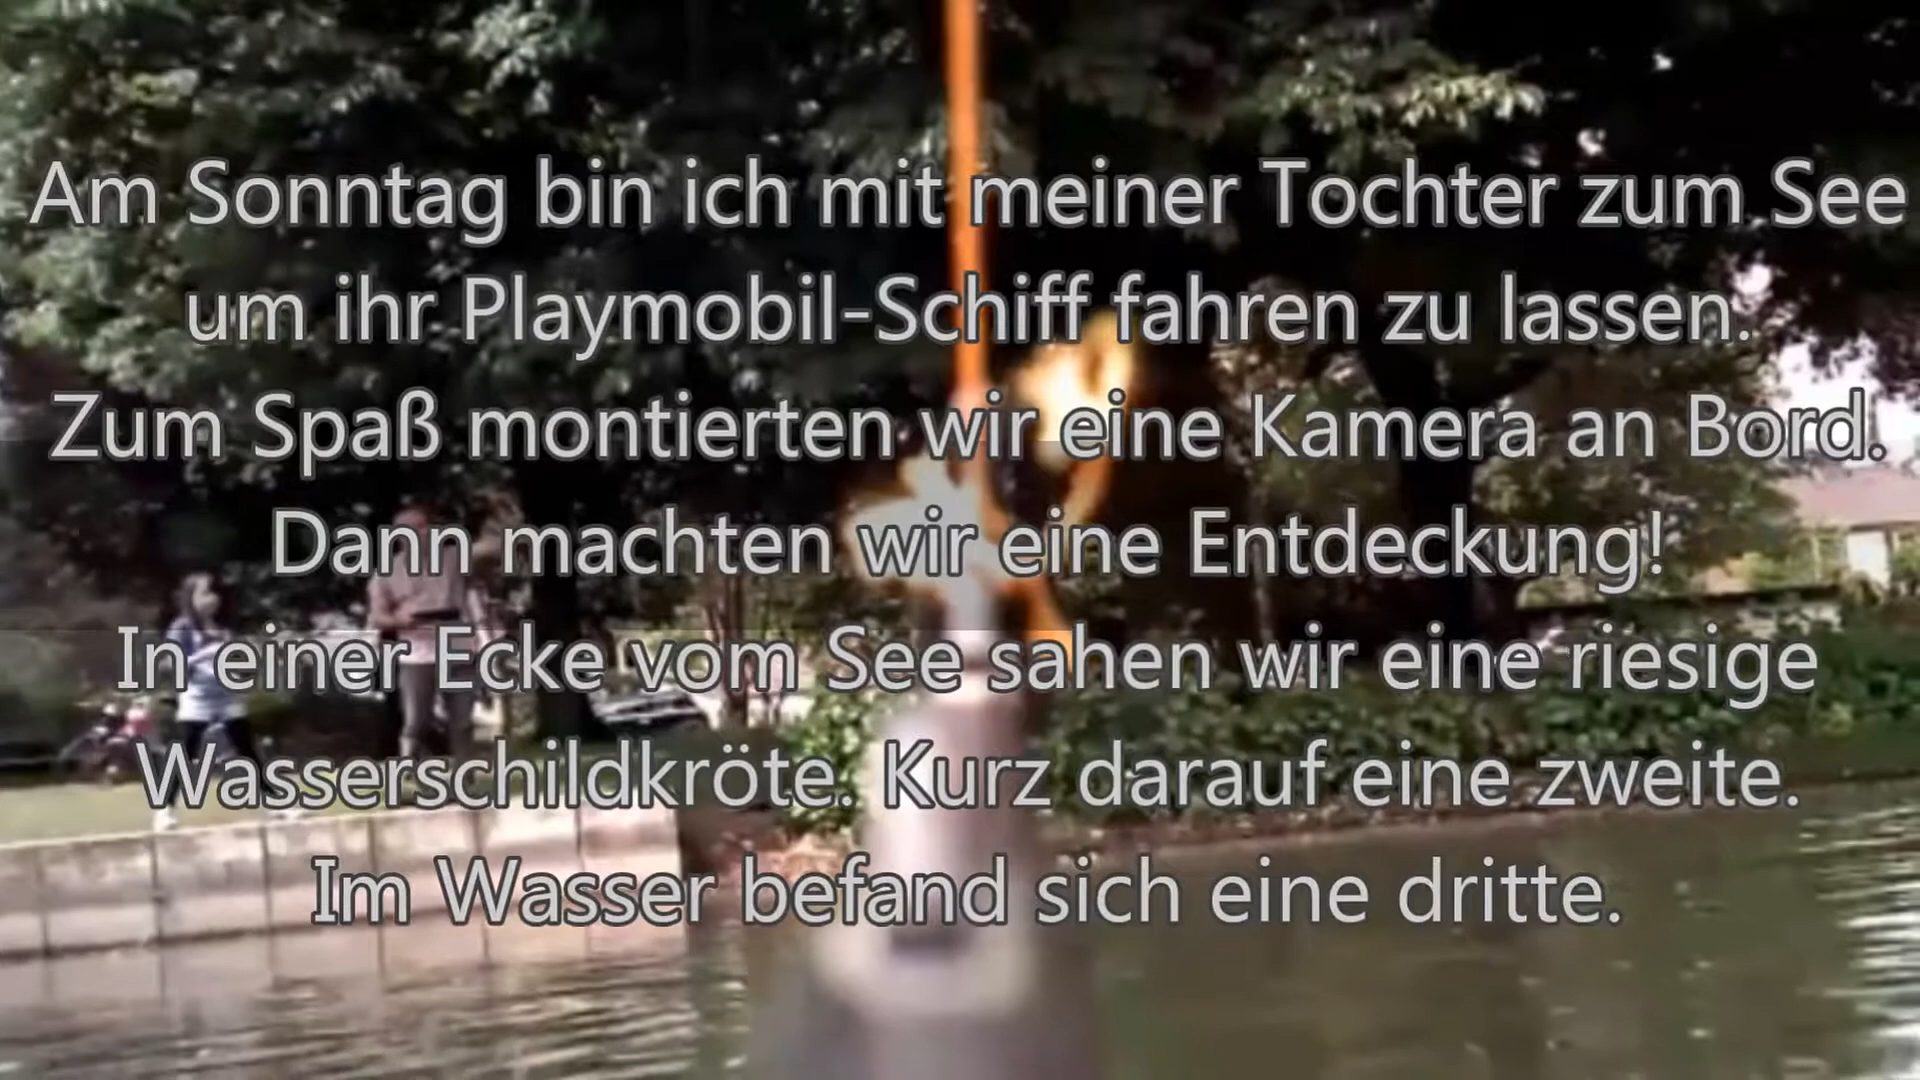 Am Sonntag bin ich mit meiner Tochter zum See
um ihr Playmobil-Schiff fahren zu lassen.
Zum Spaß montierten wir eine Kamera an Bord.
Dann machten wir eine Entdeckung!
In einer Ecke vom See sahen wir eine riesige
Wasserschildkröte. Kurz darauf eine zweite.
Im Wasser befand sich eine dritte.